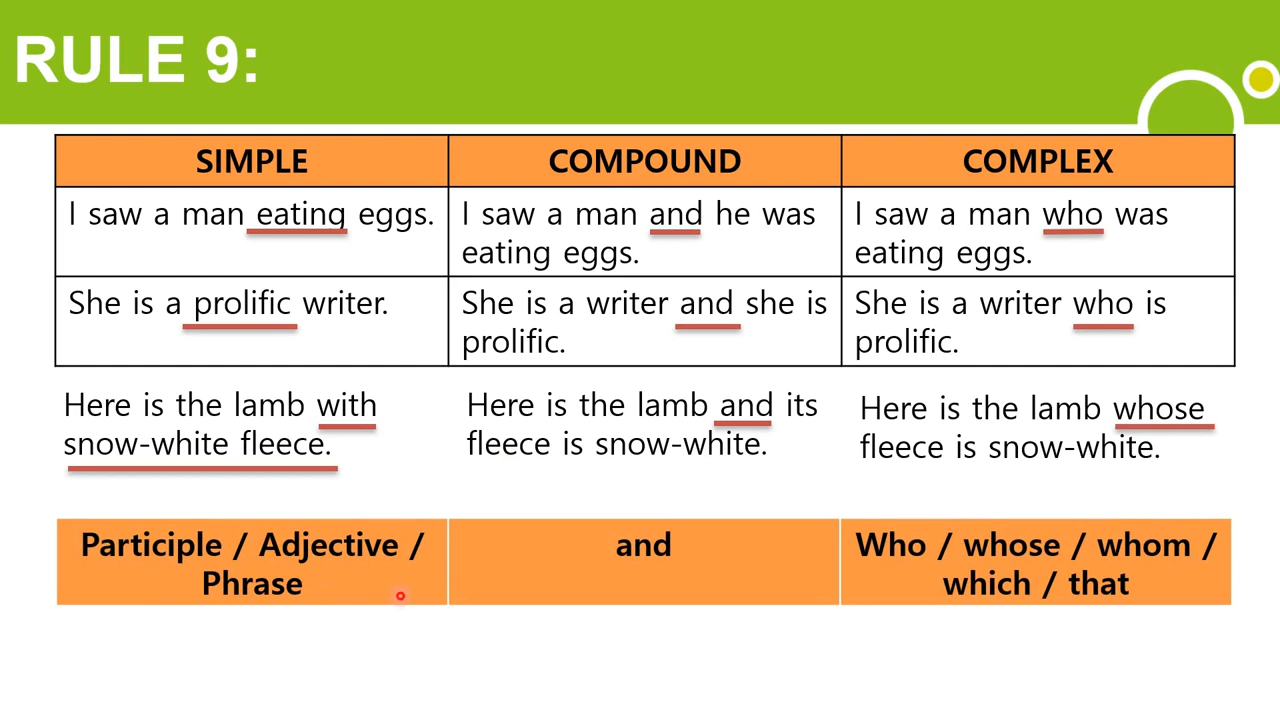 RULE 9:
SIMPLE
COMPOUND
COMPLEX
I saw a man eating eggs.
I saw a man and he was
eating eggs.
I saw a man who was
eating eggs.
She is a prolific writer.
She is a writer and she is
prolific.
She is a writer who is
prolific.
Here is the lamb with
snow-white fleece.
Here is the lamb and its
fleece is snow-white.
Here is the lamb whose
fleece is snow-white.
Participle / Adjective /
Phrase
and
Who / whose / whom /
which / that